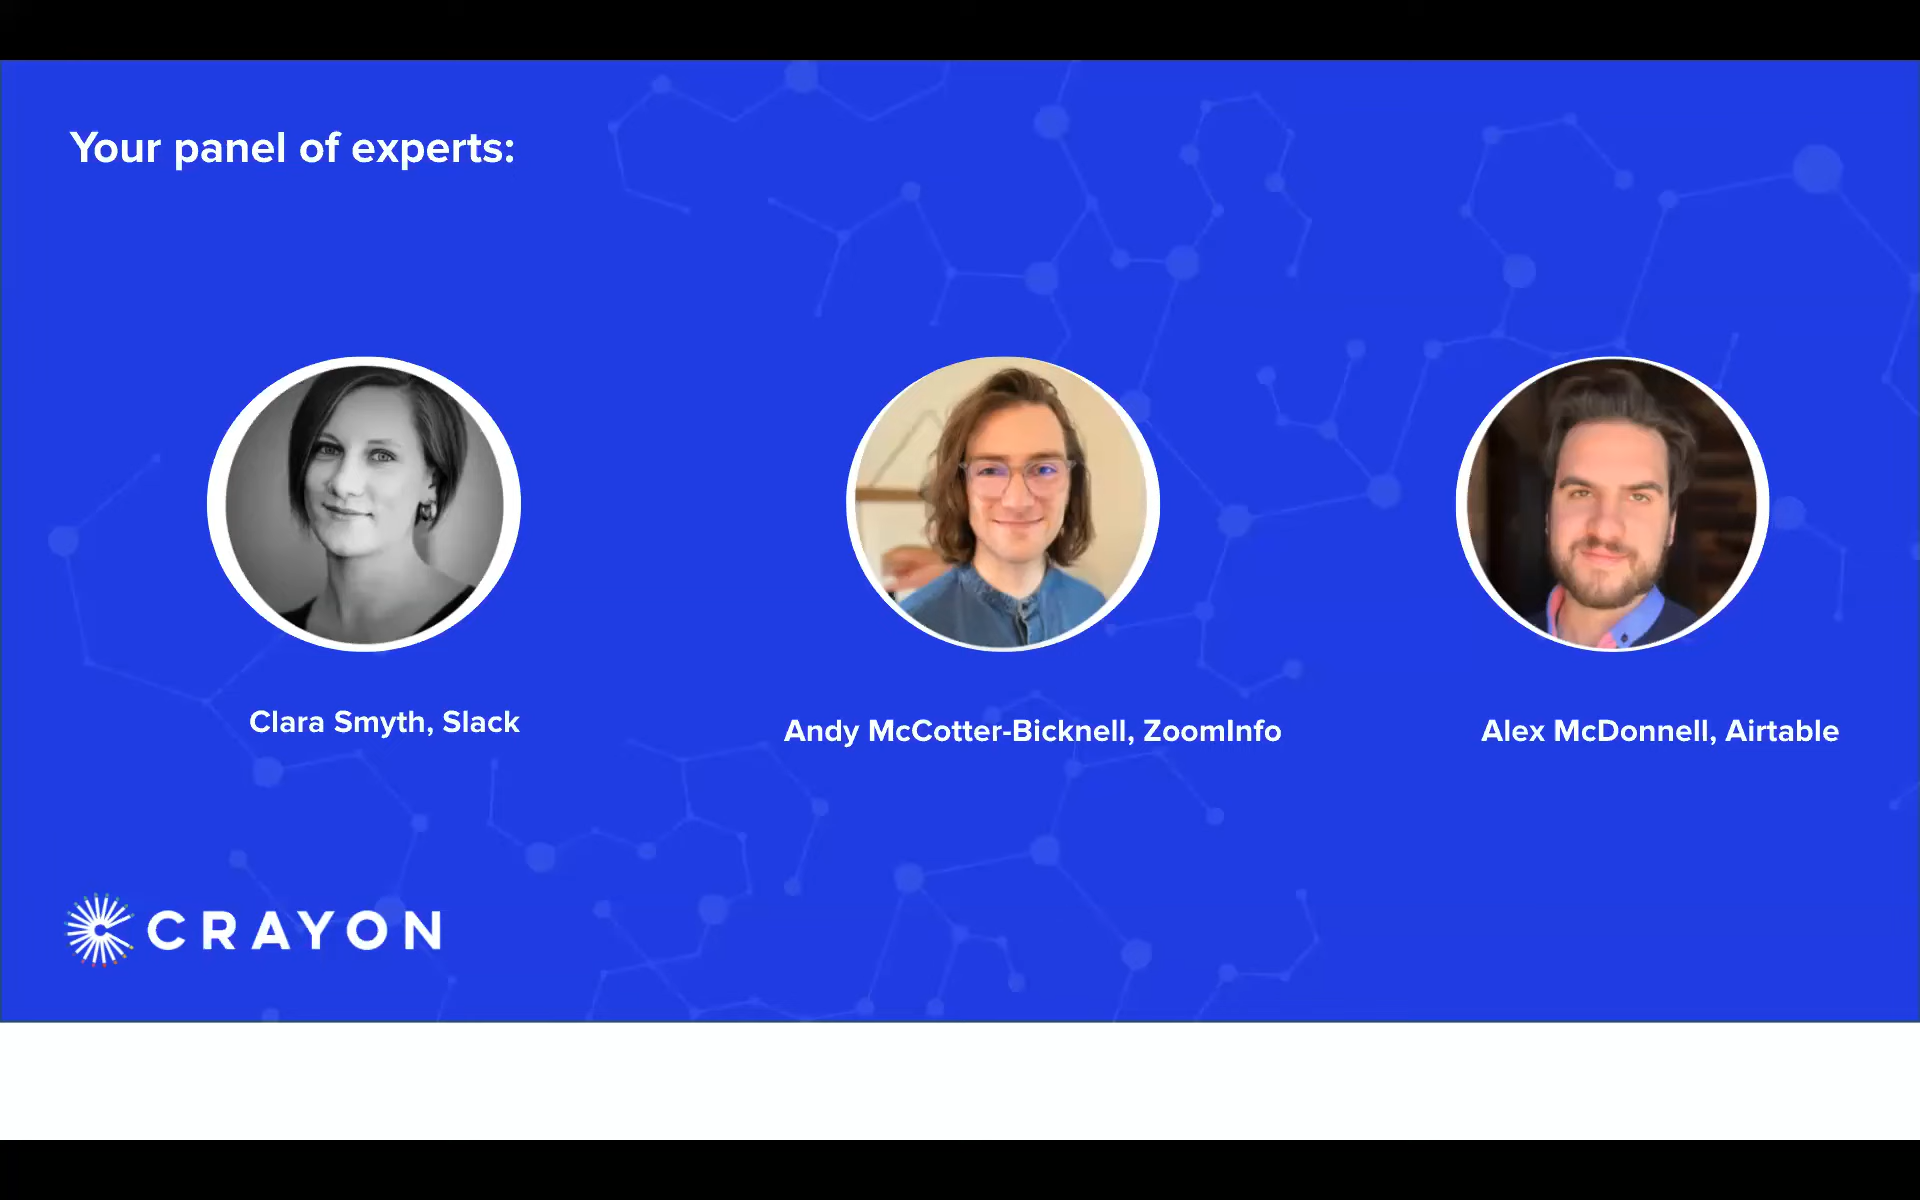 Your panel of experts:
Clara Smyth, Slack
Andy McCotter-Bicknell, ZoomInfo
Alex McDonnell, Airtable
CRAYON